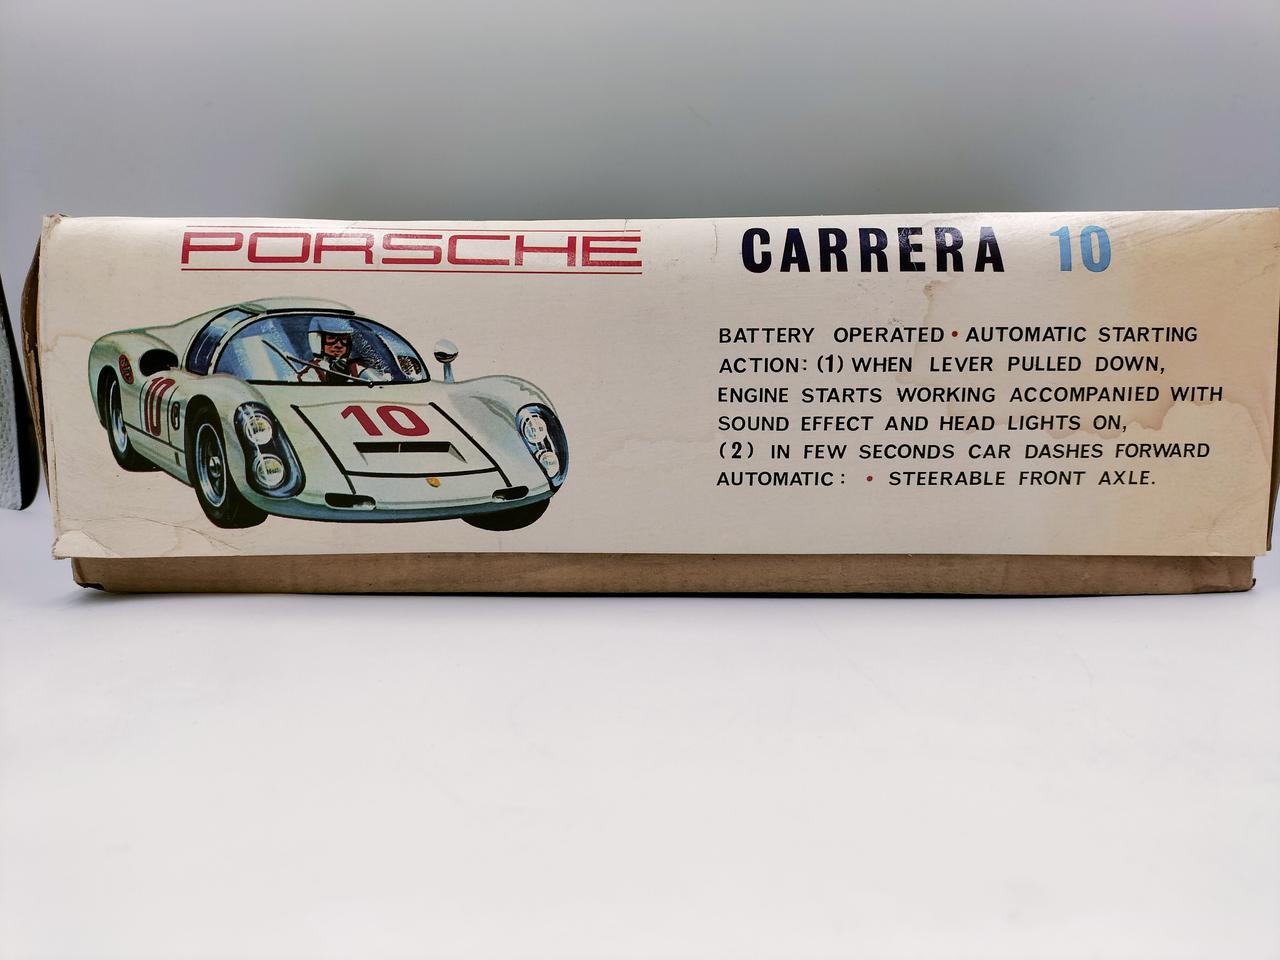 PORSCHE
CARRERA 10
BATTERY OPERATED • AUTOMATIC STARTING
ACTION: (1) WHEN LEVER PULLED DOWN,
ENGINE STARTS WORKING ACCOMPANIED WITH
SOUND EFFECT AND HEAD LIGHTS ON,
(2) IN FEW SECONDS CAR DASHES FORWARD
AUTOMATIC: • STEERABLE FRONT AXLE.
10
10